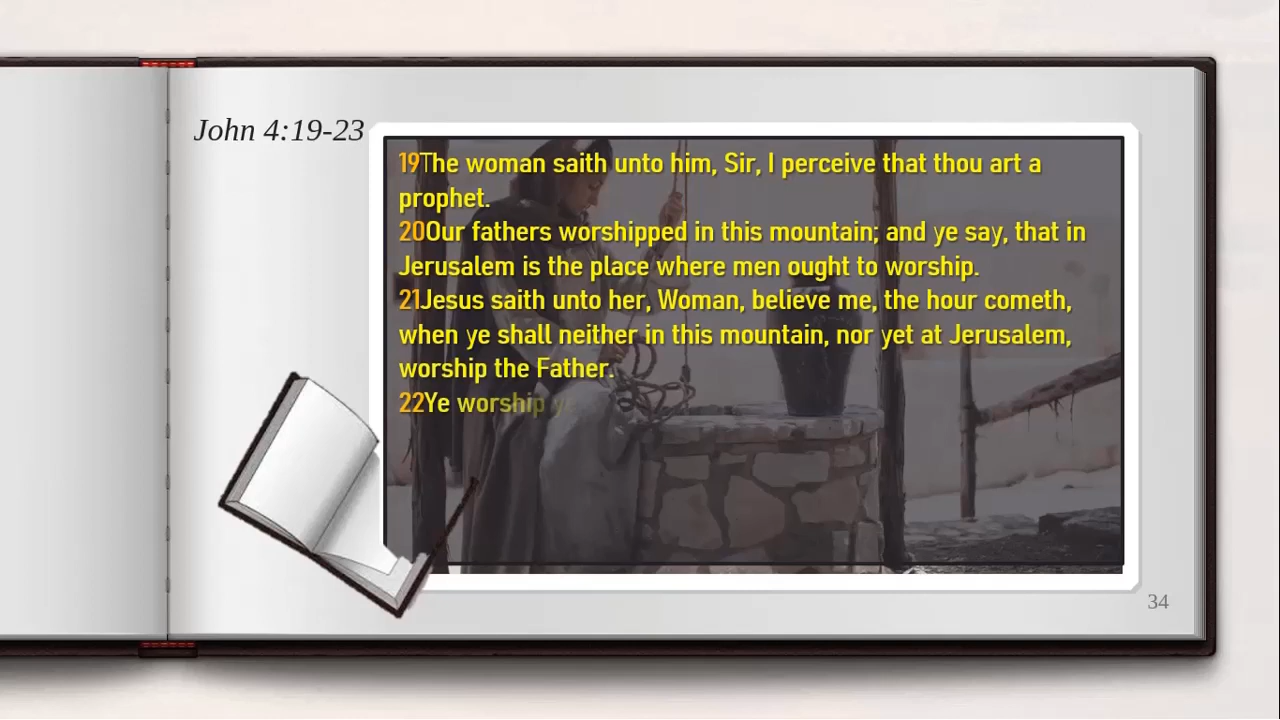 John 4:19-23
19The woman saith unto him, Sir, I perceive that thou art a
prophet.
20Our fathers worshipped in this mountain; and ye say, that in
Jerusalem is the place where men ought to worship.
21Jesus saith unto her, Woman, believe me, the hour cometh,
when ye shall neither in this mountain, nor yet at Jerusalem,
worship the Father.
22Ye worship ye
34